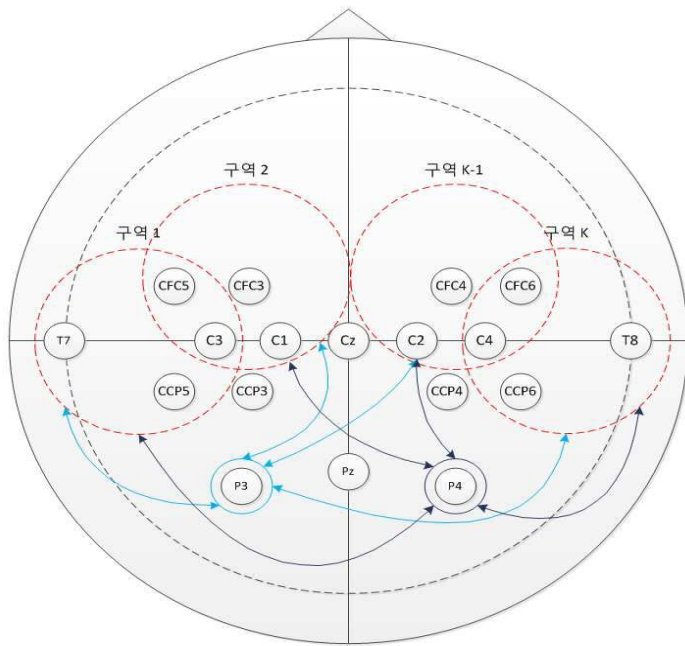 구역 2
구역 K-1
구역 1
구역 K
CFC5
CFC3
CFC4
CFC6
T7
C3
C1
Cz
C2
C4
T8
CCP5
CCP3
CCP4
CCP6
P3
Pz
P4